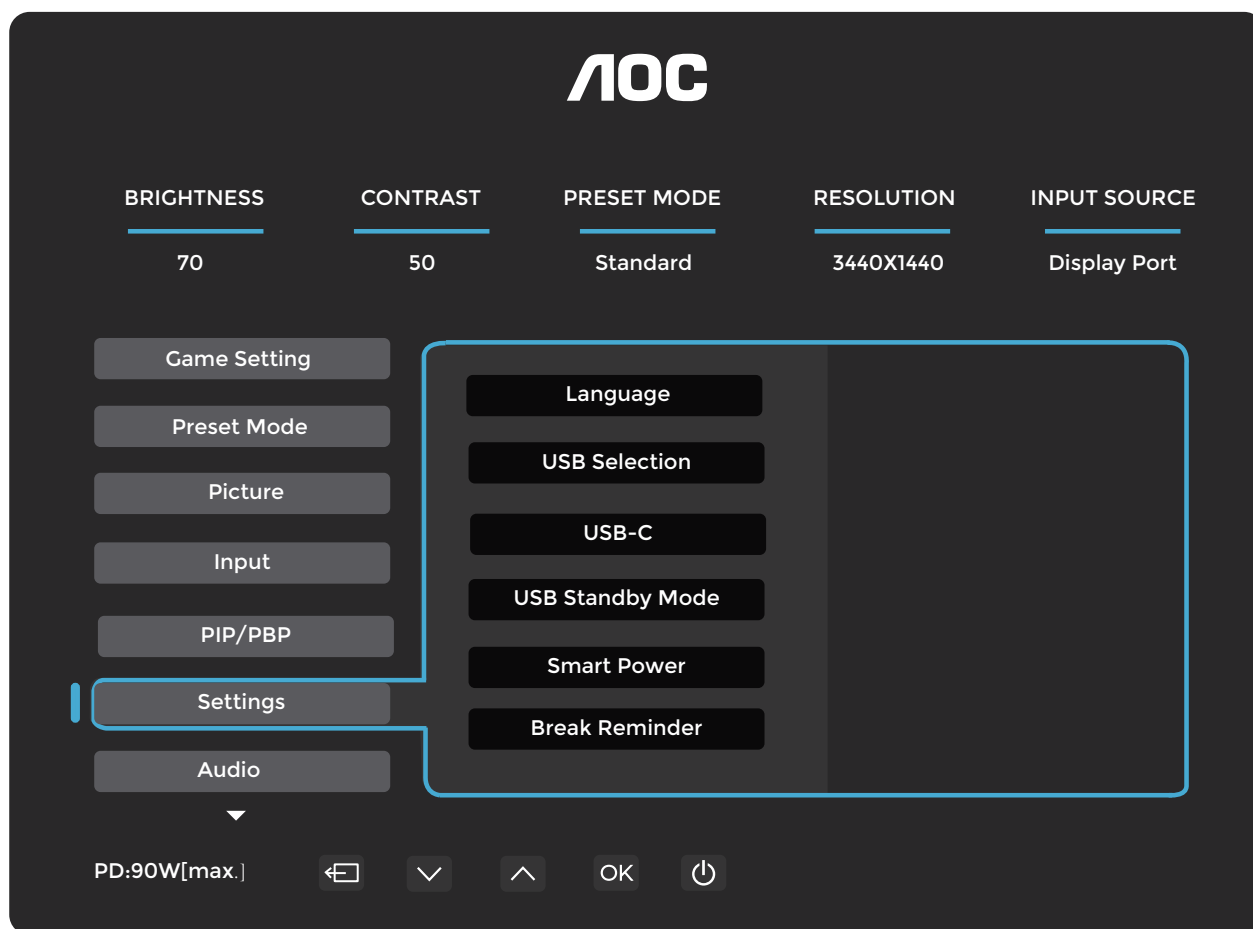 AOC
BRIGHTNESS CONTRAST PRESET MODE RESOLUTION INPUT SOURCE
70 50 Standard 3440X1440 Display Port
Game Setting
Preset Mode
Picture
Input
PIP/PBP
Settings
Audio
Language
USB Selection
USB-C
USB Standby Mode
Smart Power
Break Reminder
PD:90W[max.]
OK